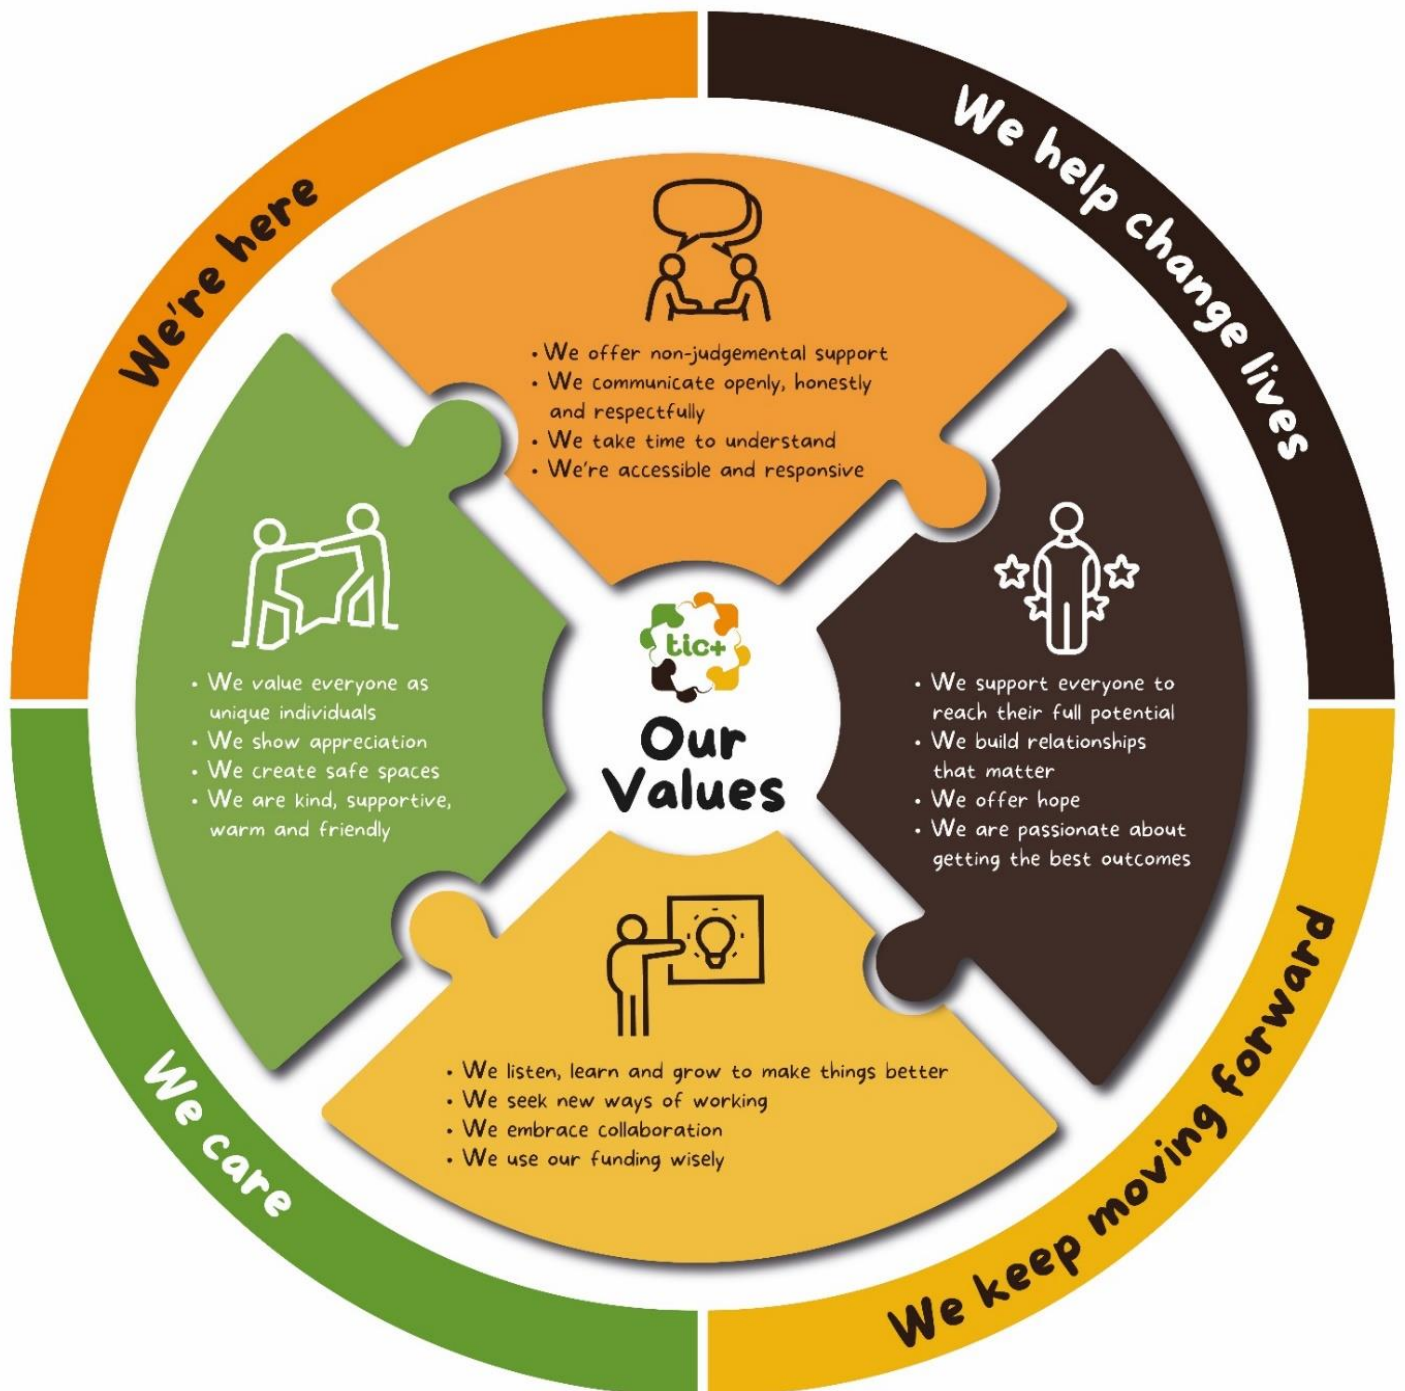 We're here
We help change lives
• We offer non-judgemental support
• We communicate openly, honestly
and respectfully
• We take time to understand
• We're accessible and responsive
• We value everyone as
unique individuals
• We show appreciation
• We create safe spaces
• We are kind, supportive,
warm and friendly
tic+
Our
Values
• We support everyone to
reach their full potential
• We build relationships
that matter
• We offer hope
• We are passionate about
getting the best outcomes
• We listen, learn and grow to make things better
• We seek new ways of working
• We embrace collaboration
• We use our funding wisely
We care
We keep moving forward